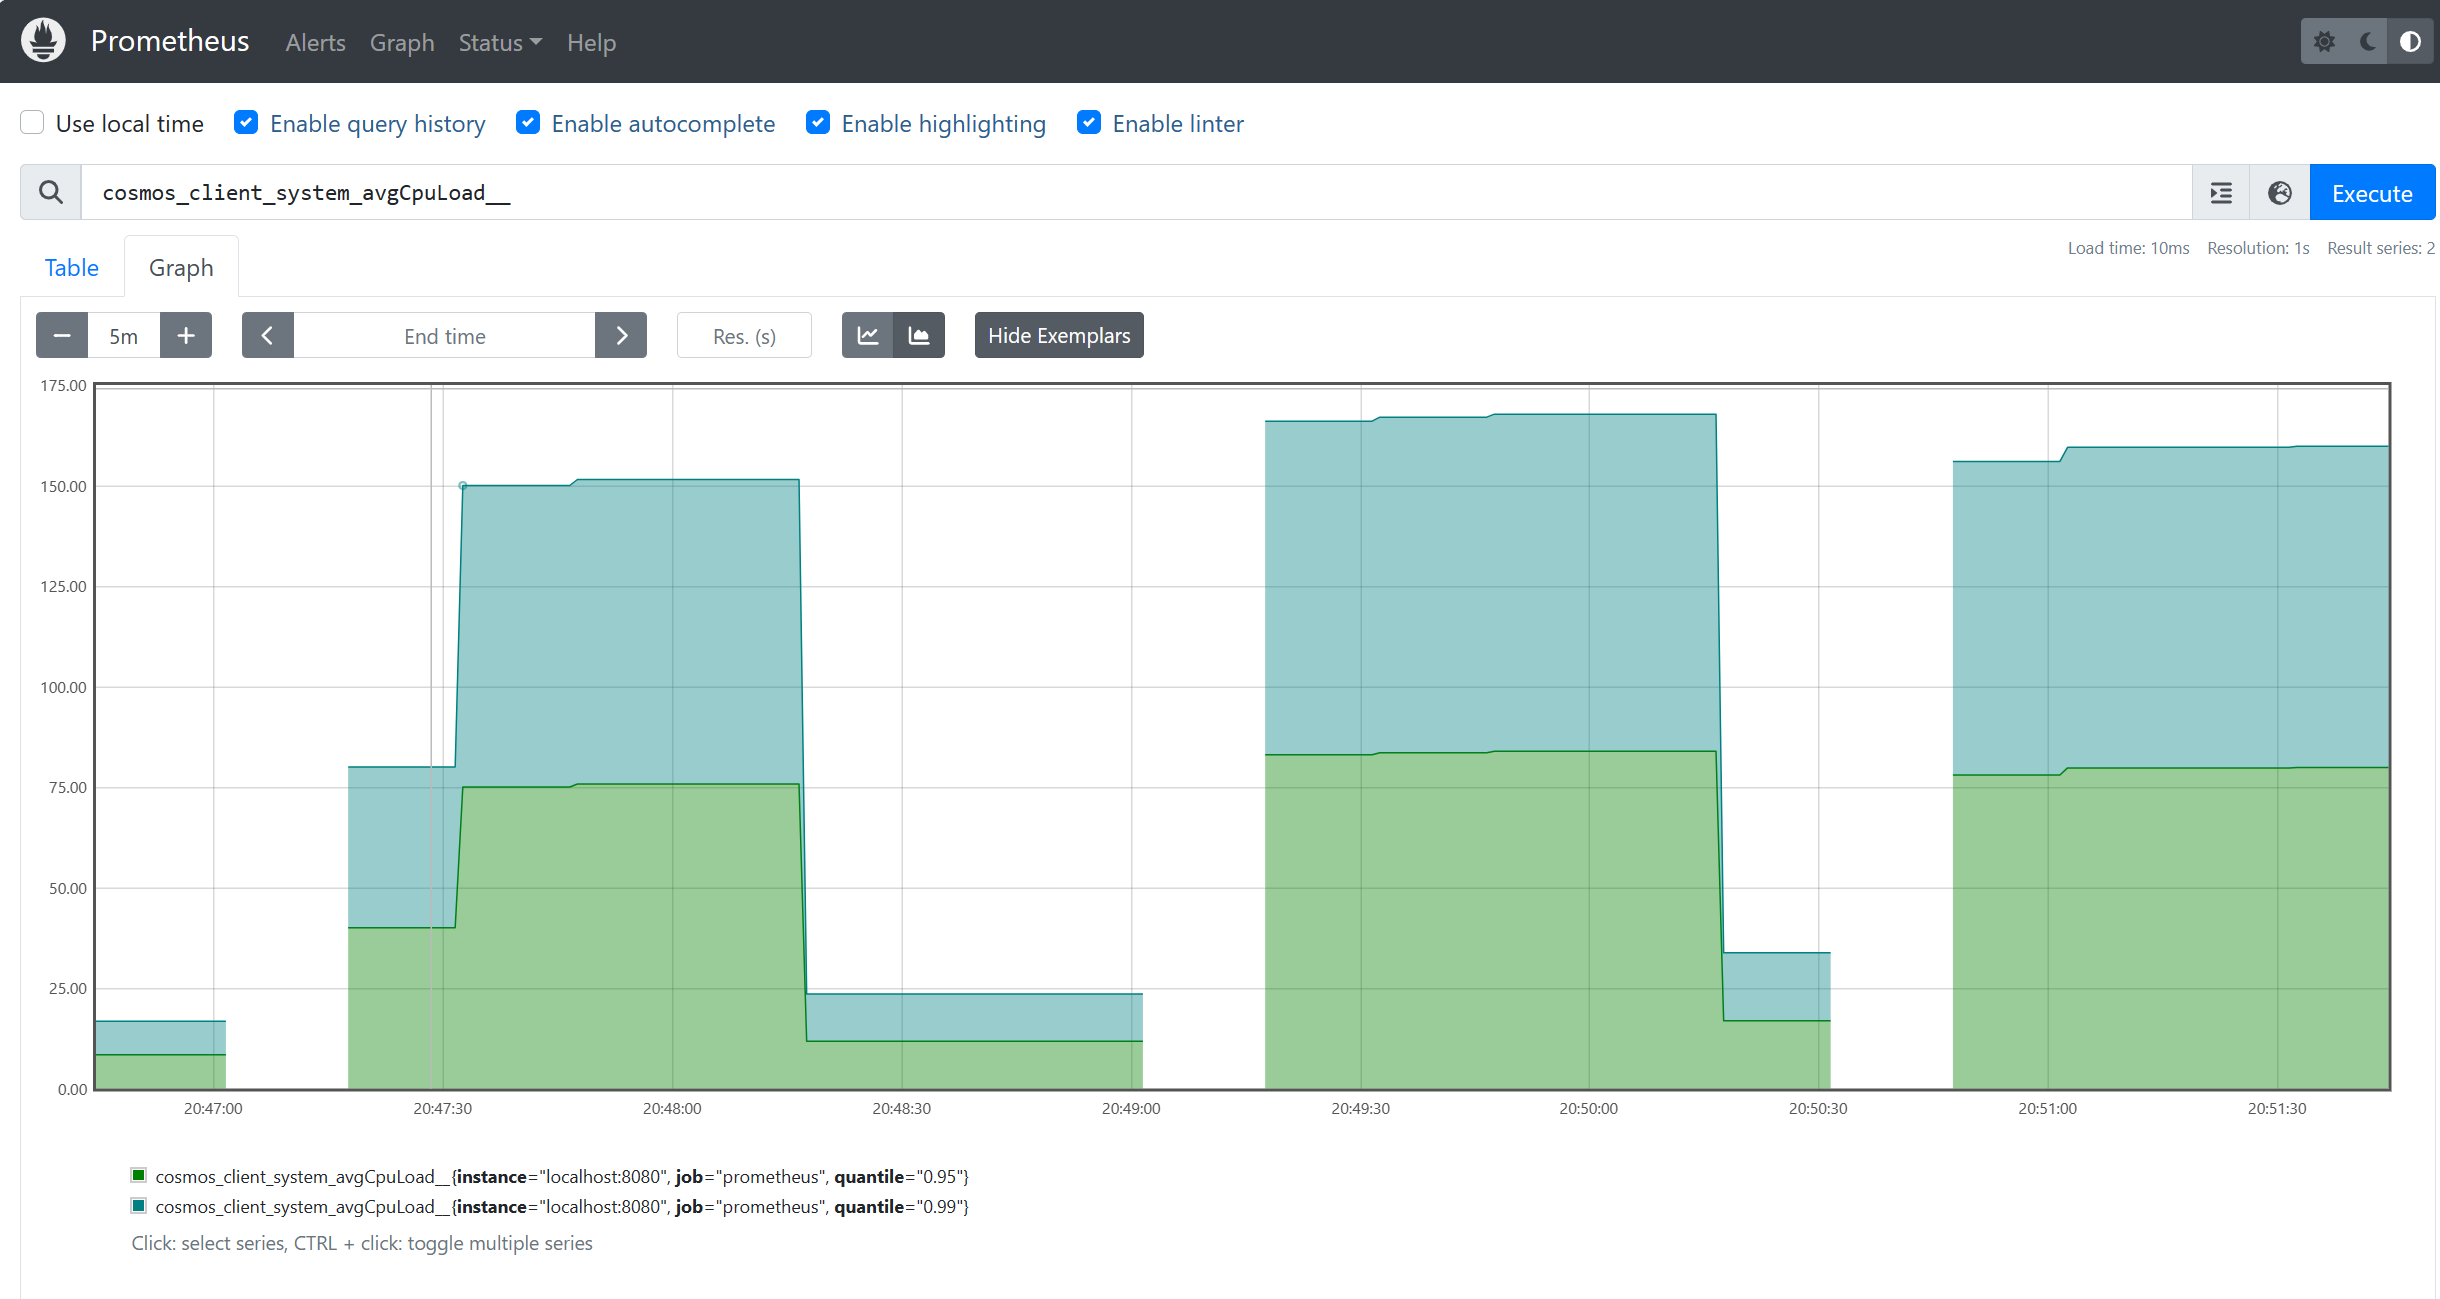 Prometheus Alerts Graph Status Help
Use local time Enable query history Enable autocomplete Enable highlighting Enable linter
cosmos_client_system_avgCpuLoad__ Execute
Load time: 10ms Resolution: 1s Result series: 2
Table Graph
5m End time Res. (s) Hide Exemplars
175.00
150.00
125.00
100.00
75.00
50.00
25.00
0.00
20:47:00 20:47:30 20:48:00 20:48:30 20:49:00 20:49:30 20:50:00 20:50:30 20:51:00 20:51:30
cosmos_client_system_avgCpuLoad__{instance="localhost:8080", job="prometheus", quantile="0.95"}
cosmos_client_system_avgCpuLoad__{instance="localhost:8080", job="prometheus", quantile="0.99"}
Click: select series, CTRL + click: toggle multiple series